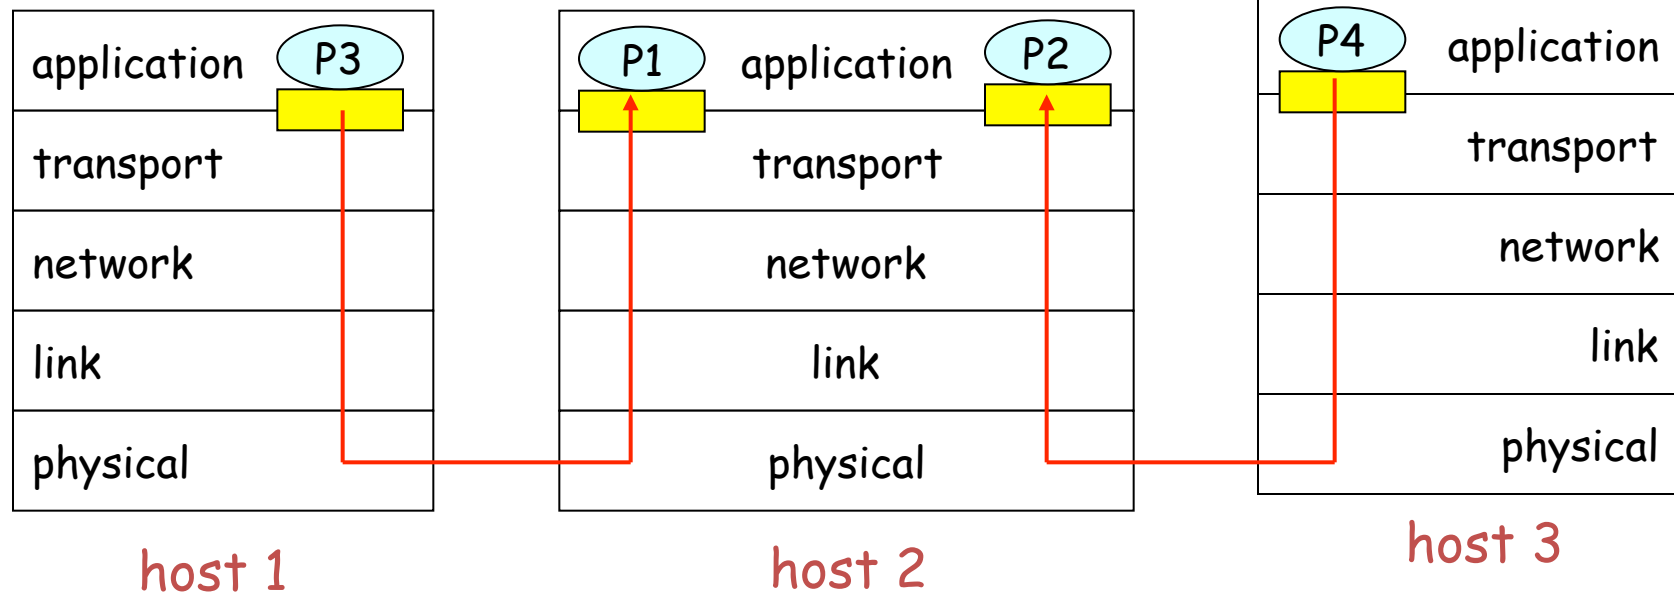 application P3
transport
network
link
physical
host 1
P1 application P2
transport
network
link
physical
host 2
P4 application
transport
network
link
physical
host 3